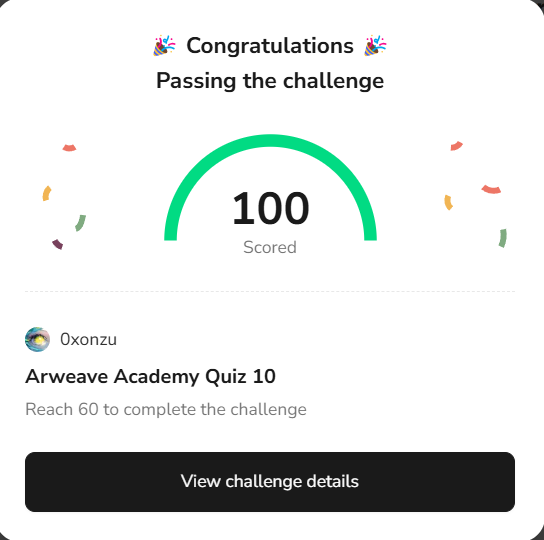 🎉 Congratulations 🎉
Passing the challenge
100
Scored
0xonzu
Arweave Academy Quiz 10
Reach 60 to complete the challenge
View challenge details